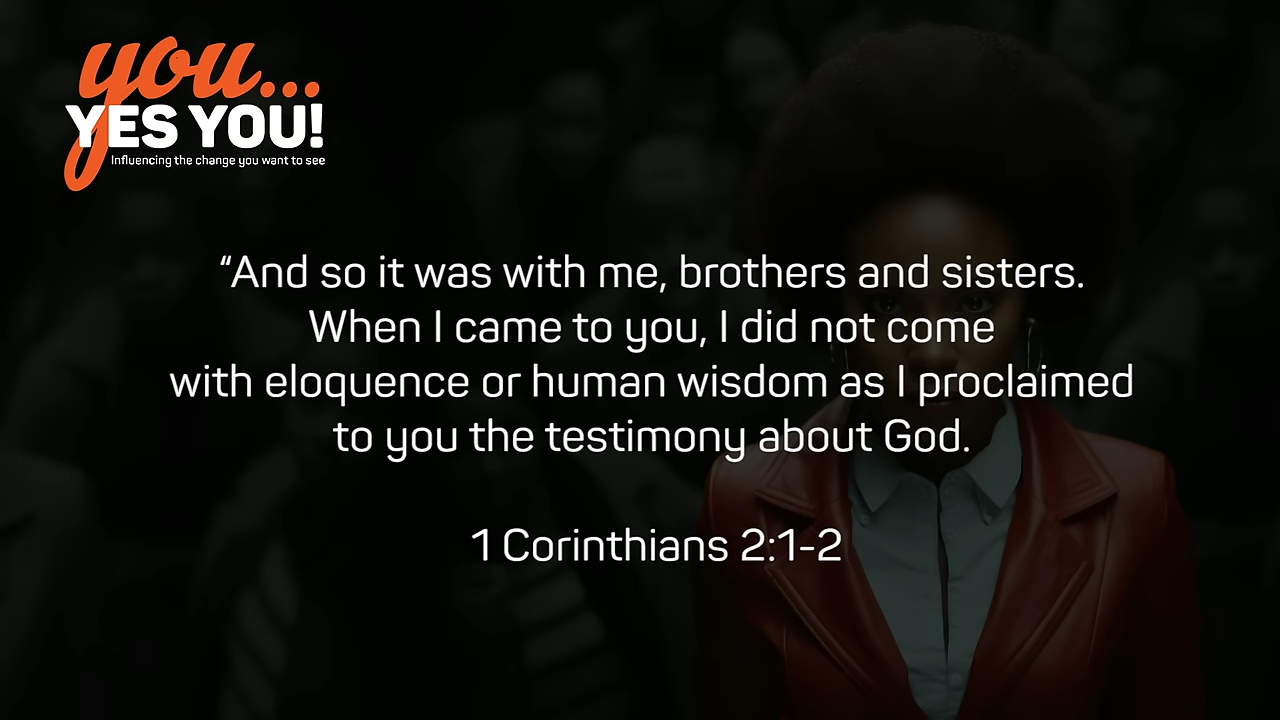 you...
YES YOU!
Influencing the change you want to see
“And so it was with me, brothers and sisters.
When I came to you, I did not come
with eloquence or human wisdom as I proclaimed
to you the testimony about God.
1 Corinthians 2:1-2